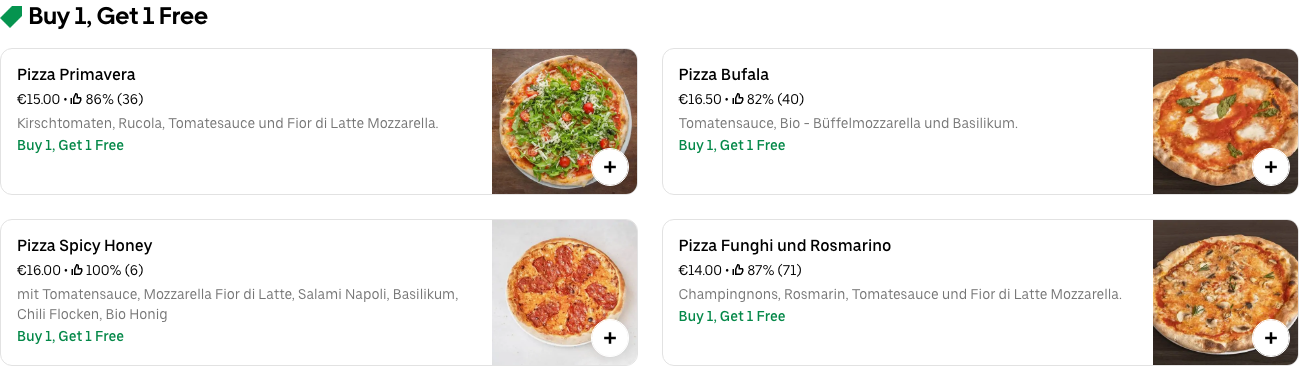 Buy 1, Get 1 Free
Pizza Primavera
€15.00 • 86% (36)
Kirschtomaten, Rucola, Tomatesauce und Fior di Latte Mozzarella.
Buy 1, Get 1 Free
Pizza Bufala
€16.50 • 82% (40)
Tomatensauce, Bio - Büffelmozzarella und Basilikum.
Buy 1, Get 1 Free
Pizza Spicy Honey
€16.00 • 100% (6)
mit Tomatensauce, Mozzarella Fior di Latte, Salami Napoli, Basilikum,
Chili Flocken, Bio Honig
Buy 1, Get 1 Free
Pizza Funghi und Rosmarino
€14.00 • 87% (71)
Champingnons, Rosmarin, Tomatesauce und Fior di Latte Mozzarella.
Buy 1, Get 1 Free